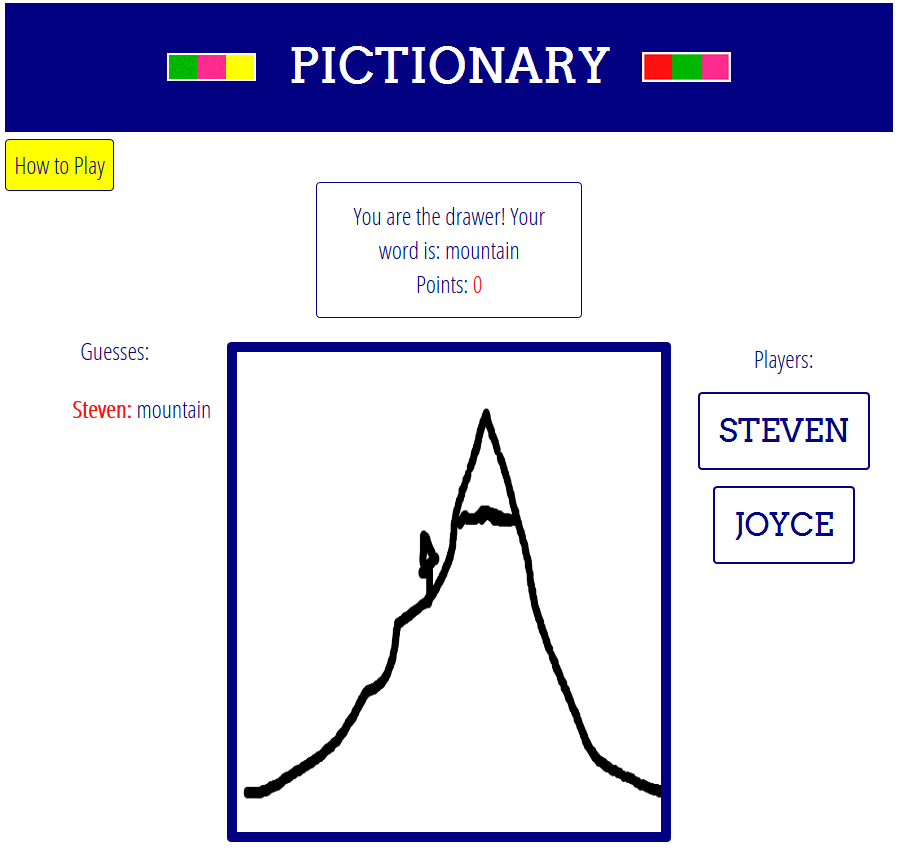 PICTIONARY
How to Play
You are the drawer! Your
word is: mountain
Points: 0
Guesses:
Steven: mountain
Players:
STEVEN
JOYCE